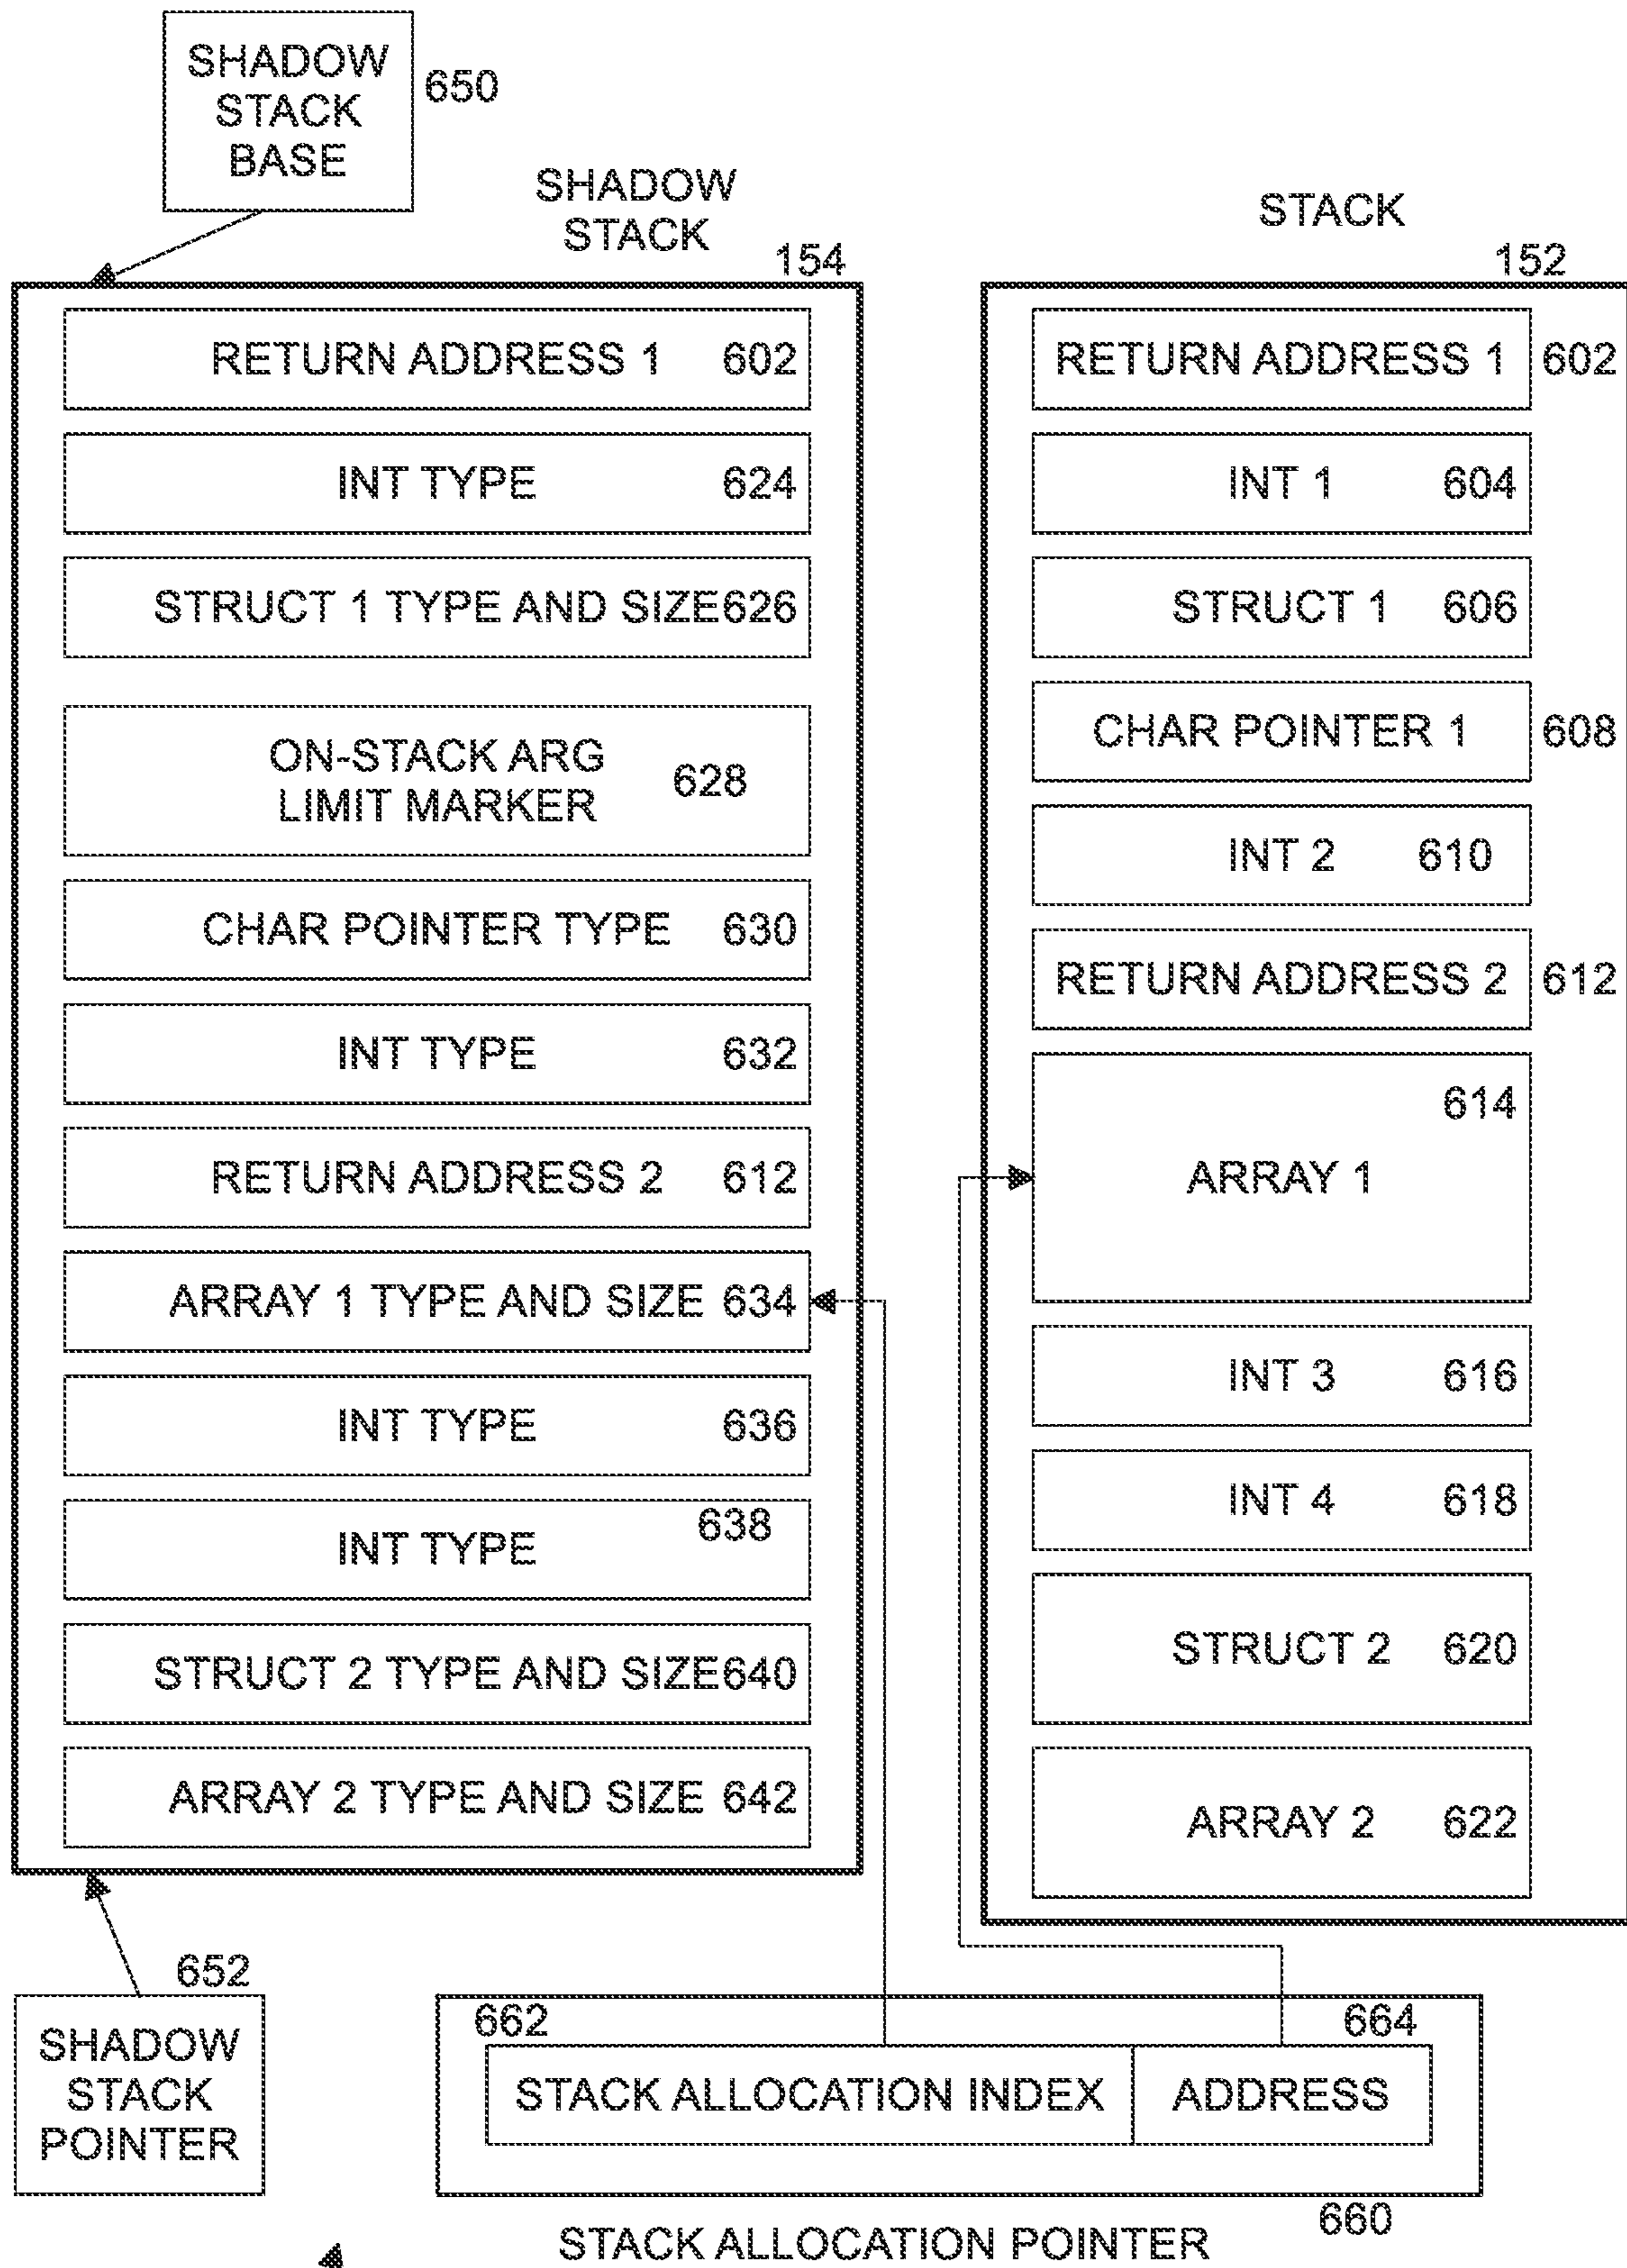 SHADOW
STACK
BASE
650
SHADOW
STACK
154
RETURN ADDRESS 1 602
INT TYPE 624
STRUCT 1 TYPE AND SIZE 626
ON-STACK ARG
LIMIT MARKER
628
CHAR POINTER TYPE 630
INT TYPE 632
RETURN ADDRESS 2 612
ARRAY 1 TYPE AND SIZE 634
INT TYPE 636
INT TYPE 638
STRUCT 2 TYPE AND SIZE 640
ARRAY 2 TYPE AND SIZE 642
STACK
152
RETURN ADDRESS 1 602
INT 1 604
STRUCT 1 606
CHAR POINTER 1 608
INT 2 610
RETURN ADDRESS 2 612
614
ARRAY 1
INT 3 616
INT 4 618
STRUCT 2 620
ARRAY 2 622
652
SHADOW
STACK
POINTER
662 664
STACK ALLOCATION INDEX ADDRESS
660
STACK ALLOCATION POINTER